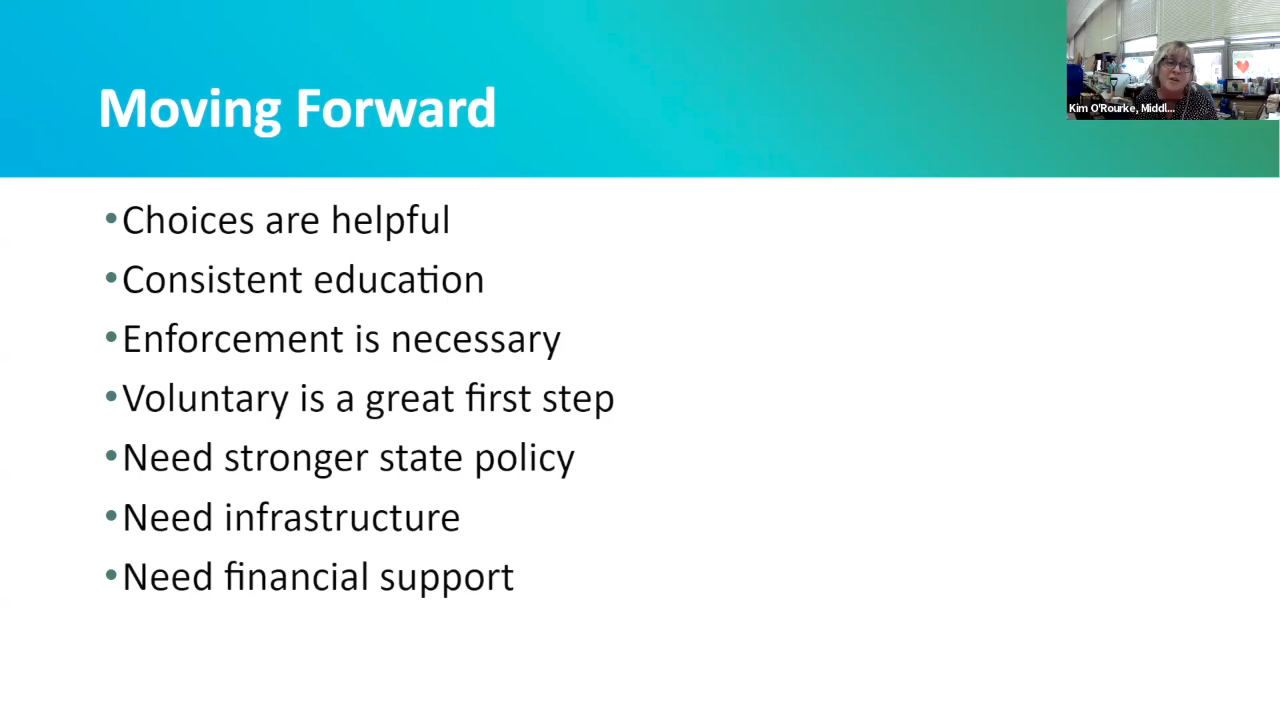 Moving Forward
Kim O'Rourke, Middl...
•Choices are helpful
•Consistent education
•Enforcement is necessary
•Voluntary is a great first step
•Need stronger state policy
•Need infrastructure
•Need financial support